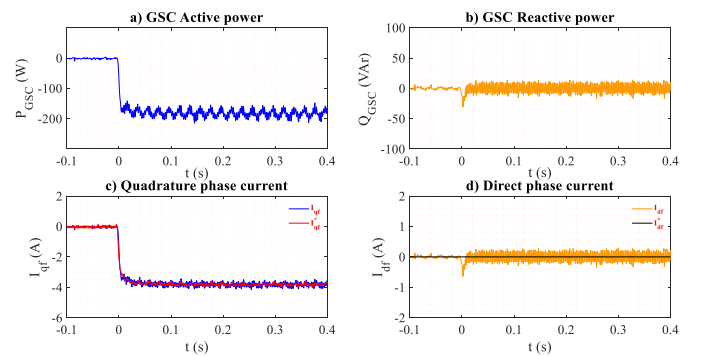 a) GSC Active power
P_GSC (W)
0
-100
-200
-0.1 0 0.1 0.2 0.3 0.4
t (s)
b) GSC Reactive power
Q_GSC (VAr)
100
50
0
-50
-100
-0.1 0 0.1 0.2 0.3 0.4
t (s)
c) Quadrature phase current
I_qf (A)
2
0
-2
-4
-6
I_qf
I*_qf
-0.1 0 0.1 0.2 0.3 0.4
t (s)
d) Direct phase current
I_df (A)
2
1
0
-1
-2
I_df
I*_df
-0.1 0 0.1 0.2 0.3 0.4
t (s)